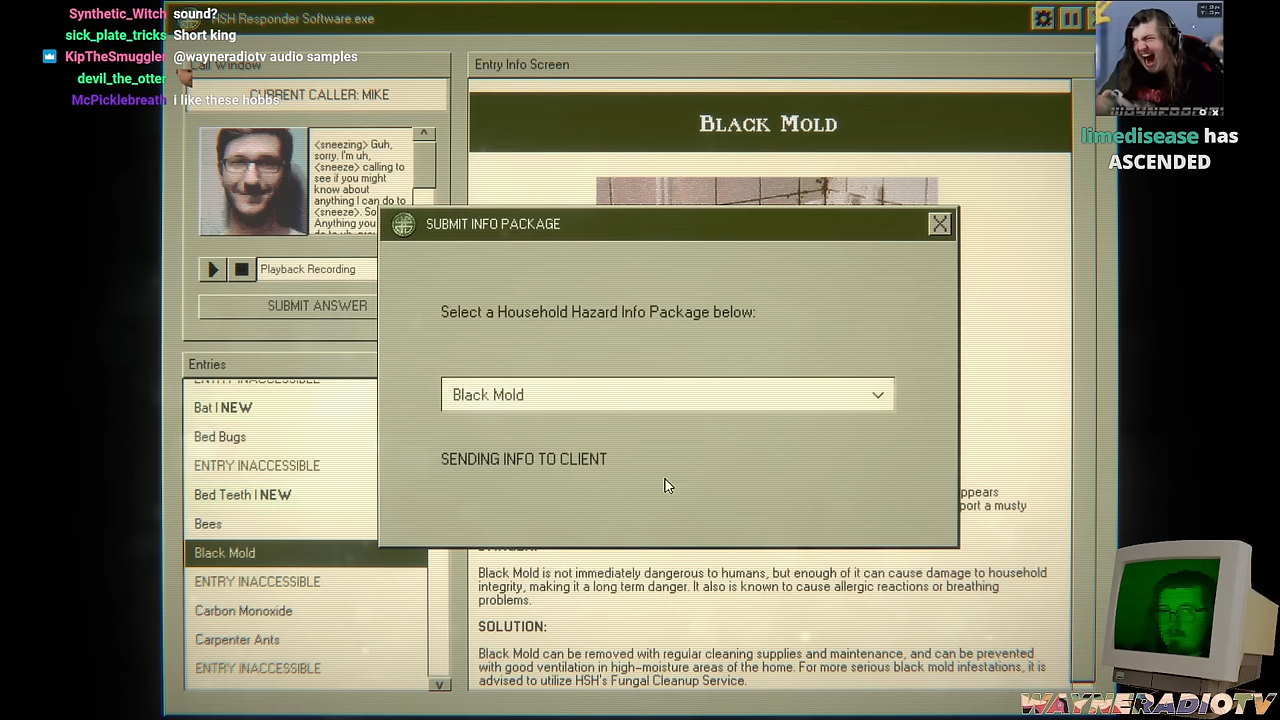 Synthetic_Witch sound?
sick_plate_tricks Short king
KipTheSmuggler @wayneradiotv audio samples
devil_the_otter
McPicklebreath i like these hobbs
HSH Responder Software.exe
Call Window
CURRENT CALLER: MIKE
<sneezing> Guh,
sorry. I'm uh,
<sneeze> calling to
see if you might
know about
anything I can do to
<sneeze>. So
Anything you
Playback Recording
SUBMIT ANSWER
Entries
ENTRY INACCESSIBLE
Bat | NEW
Bed Bugs
ENTRY INACCESSIBLE
Bed Teeth | NEW
Bees
Black Mold
ENTRY INACCESSIBLE
Carbon Monoxide
Carpenter Ants
ENTRY INACCESSIBLE
Entry Info Screen
BLACK MOLD
SUBMIT INFO PACKAGE
Select a Household Hazard Info Package below:
Black Mold
SENDING INFO TO CLIENT
ppears
port a musty
Black Mold is not immediately dangerous to humans, but enough of it can cause damage to household
integrity, making it a long term danger. It also is known to cause allergic reactions or breathing
problems.
SOLUTION:
Black Mold can be removed with regular cleaning supplies and maintenance, and can be prevented
with good ventilation in high-moisture areas of the home. For more serious black mold infestations, it is
advised to utilize HSH's Fungal Cleanup Service.
limedisease has
ASCENDED
WAYNERADIOTV